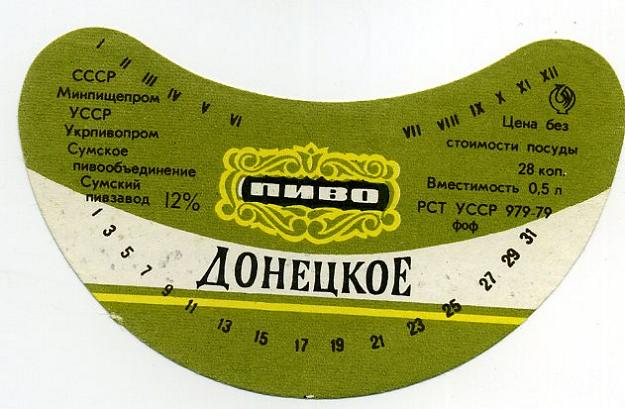 I II III IV V VI VII VIII IX X XI XII
СССР
Минпищепром
УССР
Укрпивопром
Сумское
пивообъединение
Сумский
пивзавод 12%
Цена без
стоимости посуды
28 коп.
Вместимость 0,5 л
РСТ УССР 979-79
фоф
ПИВО
ДОНЕЦКОЕ
1 3 5 7 9 11 13 15 17 19 21 23 25 27 29 31